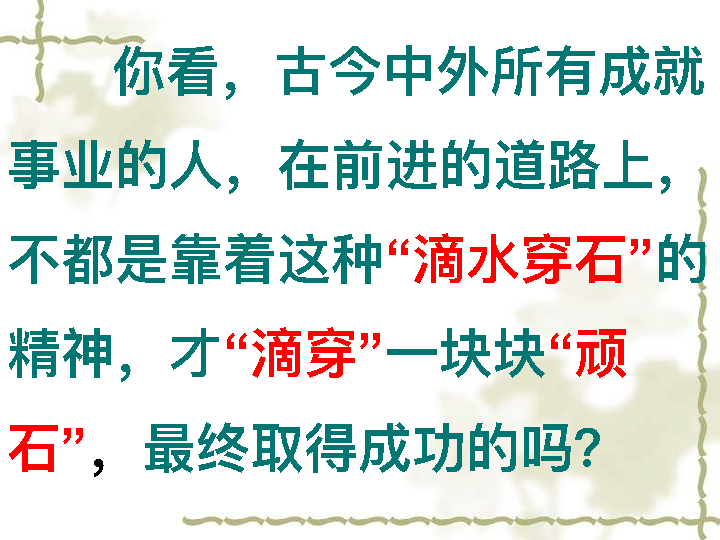 你看，古今中外所有成就
事业的人，在前进的道路上，
不都是靠着这种“滴水穿石”的
精神，才“滴穿”一块块“顽
石”，最终取得成功的吗？